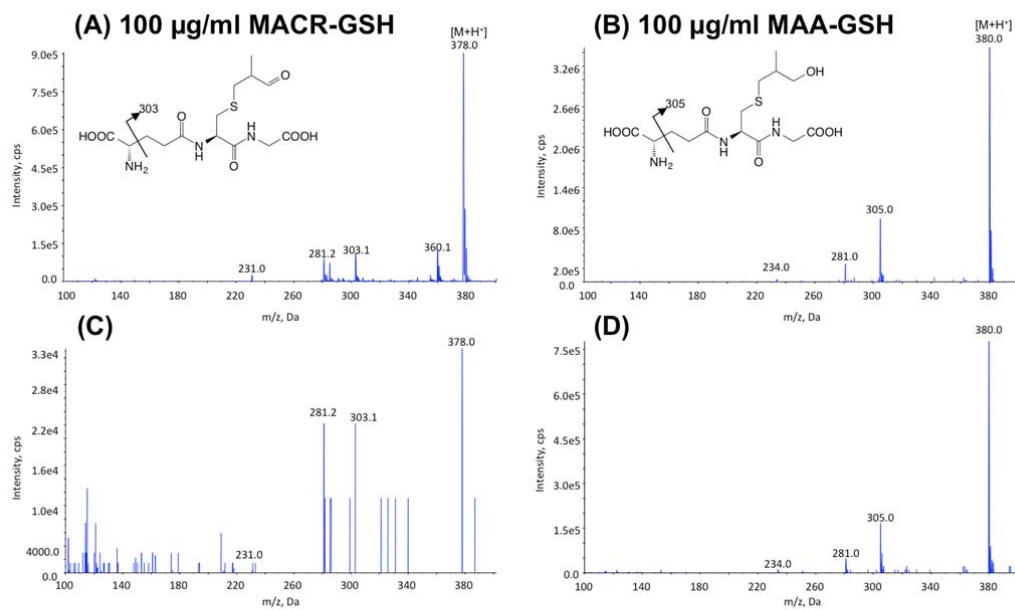 (A) 100 µg/ml MACR-GSH
[M+H⁺]
378.0
9.0e5
7.5e5
6.0e5
4.5e5
3.0e5
1.5e5
0.0
Intensity, cps
303
HOOC
NH₂
O
N
H
S
O
O
H
N
COOH
231.0
281.2
303.1
360.1
100
140
180
220
260
300
340
380
m/z, Da
(B) 100 µg/ml MAA-GSH
[M+H⁺]
380.0
3.2e6
2.6e6
2.0e6
1.4e6
8.0e5
2.0e5
0.0
Intensity, cps
305
HOOC
NH₂
O
N
H
S
OH
O
H
N
COOH
234.0
281.0
305.0
100
140
180
220
260
300
340
380
m/z, Da
(C)
378.0
3.3e4
2.8e4
2.2e4
1.6e4
1.0e4
4000.0
0.0
Intensity, cps
231.0
281.2
303.1
100
140
180
220
260
300
340
380
m/z, Da
(D)
380.0
7.5e5
6.0e5
4.5e5
3.0e5
1.5e5
0.0
Intensity, cps
234.0
281.0
305.0
100
140
180
220
260
300
340
380
m/z, Da